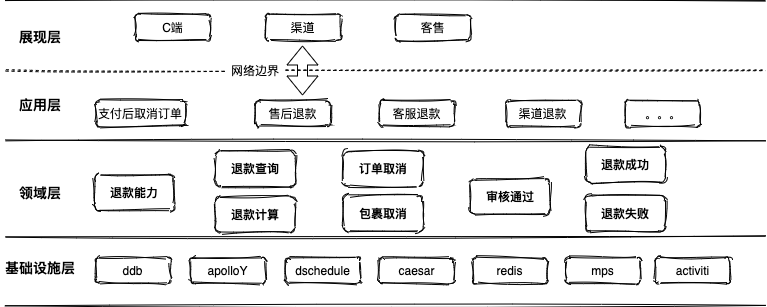 展现层
C端
渠道
客售
网络边界
应用层
支付后取消订单
售后退款
客服退款
渠道退款
。。。
领域层
退款能力
退款查询
退款计算
订单取消
包裹取消
审核通过
退款成功
退款失败
基础设施层
ddb
apolloY
dschedule
caesar
redis
mps
activiti